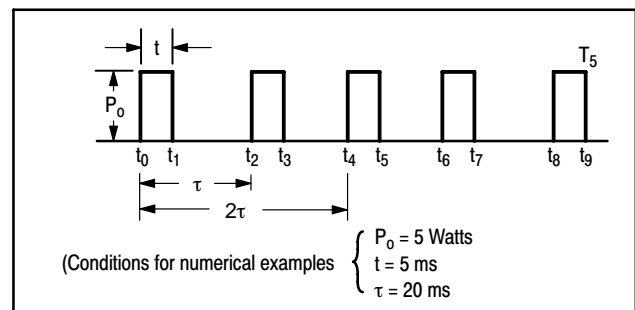 t
T₅
Pₒ
t₀ t₁ t₂ t₃ t₄ t₅ t₆ t₇ t₈ t₉
τ
2τ
Pₒ = 5 Watts
(Conditions for numerical examples { t = 5 ms
τ = 20 ms